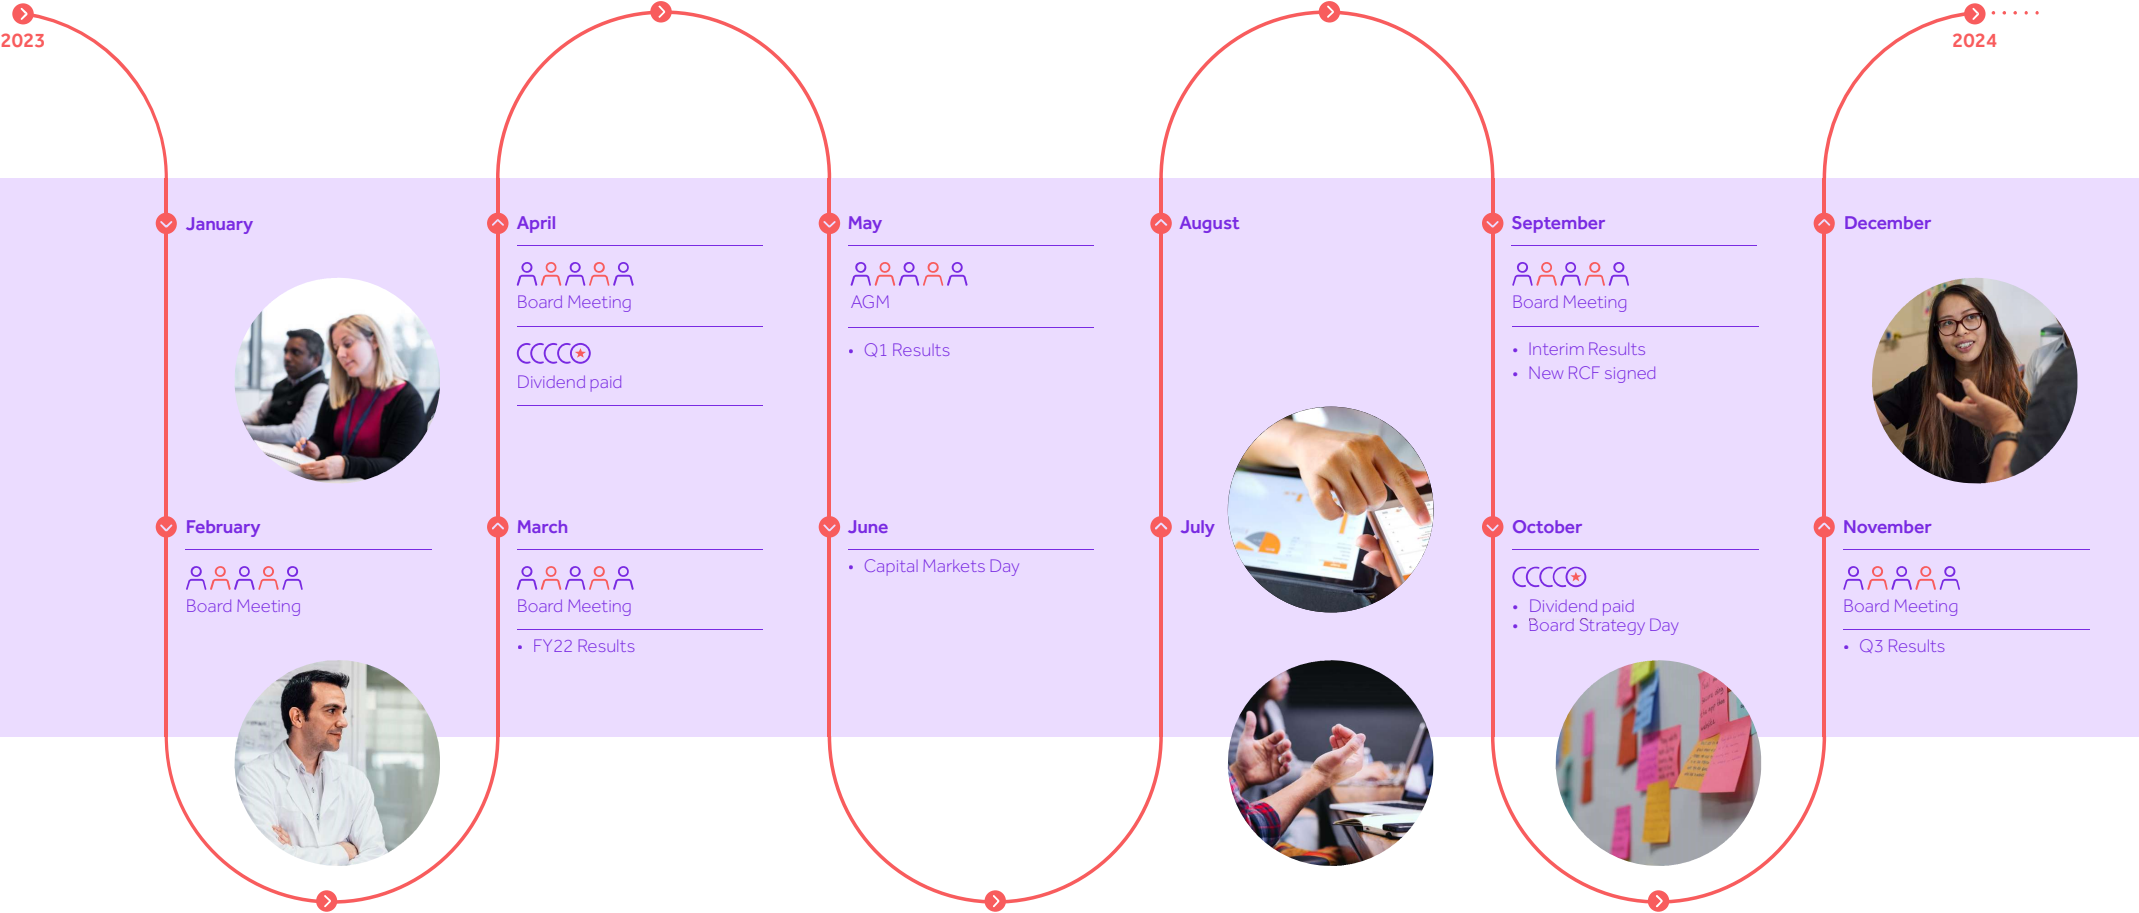 2023
January
February
Board Meeting
March
Board Meeting
• FY22 Results
April
Board Meeting
Dividend paid
May
AGM
• Q1 Results
June
• Capital Markets Day
July
August
September
Board Meeting
• Interim Results
• New RCF signed
October
• Dividend paid
• Board Strategy Day
November
Board Meeting
• Q3 Results
December
2024